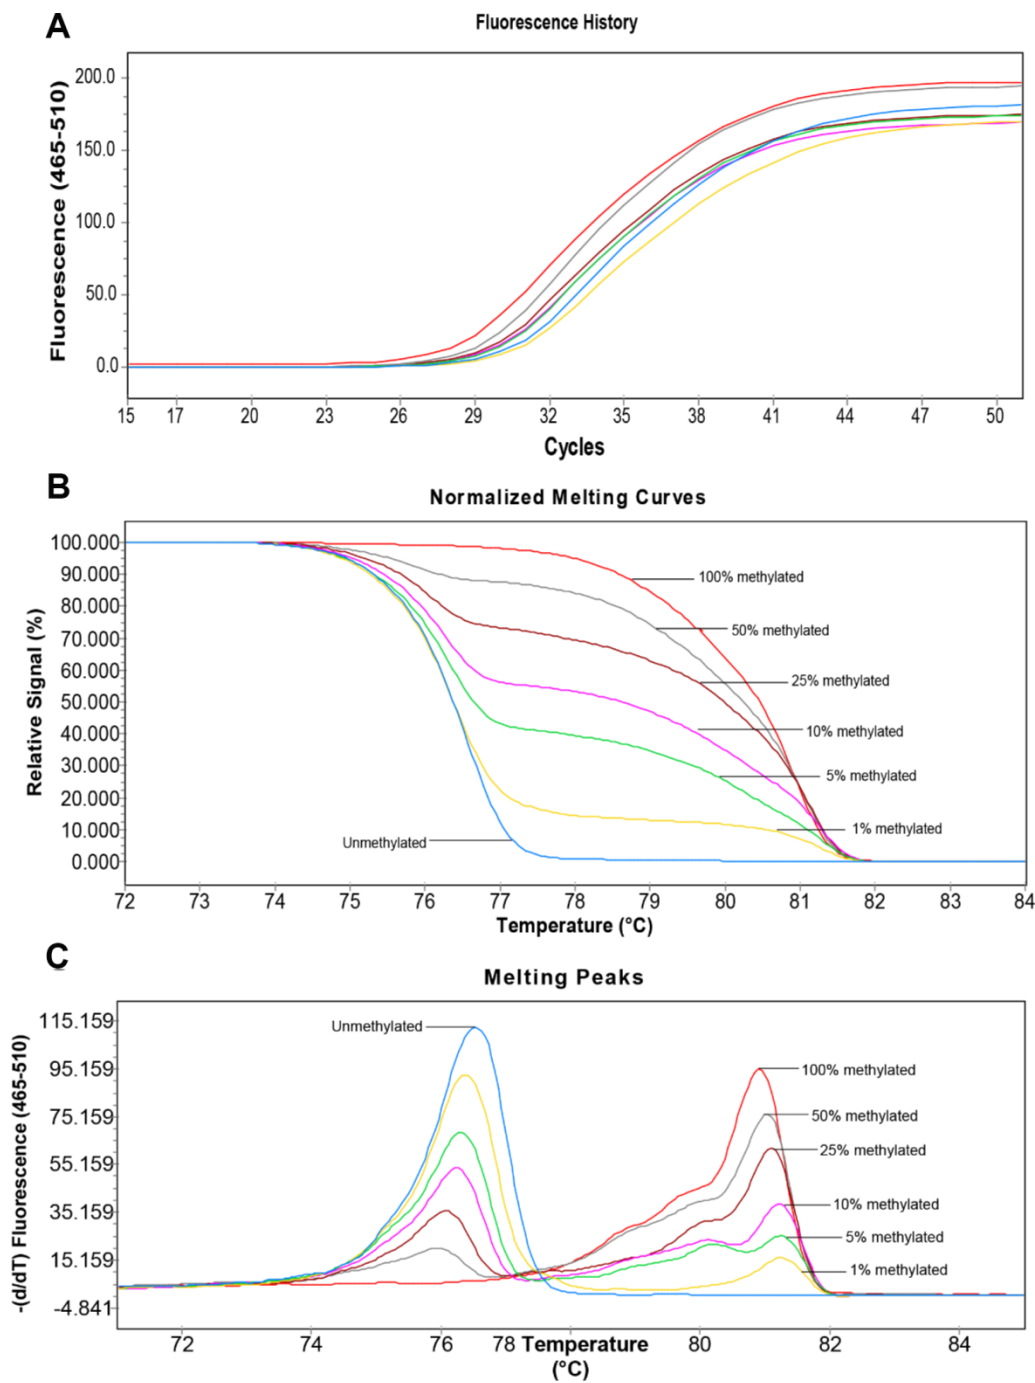 A
Fluorescence History
Fluorescence (465-510)
200.0
150.0
100.0
50.0
0.0
15 17 20 23 26 29 32 35 38 41 44 47 50
Cycles
B
Normalized Melting Curves
Relative Signal (%)
100.000
90.000
80.000
70.000
60.000
50.000
40.000
30.000
20.000
10.000
0.000
100% methylated
50% methylated
25% methylated
10% methylated
5% methylated
1% methylated
Unmethylated
72 73 74 75 76 77 78 79 80 81 82 83 84
Temperature (°C)
C
Melting Peaks
-(d/dT) Fluorescence (465-510)
115.159
95.159
75.159
55.159
35.159
15.159
-4.841
Unmethylated
100% methylated
50% methylated
25% methylated
10% methylated
5% methylated
1% methylated
72 74 76 78 80 82 84
Temperature
(°C)